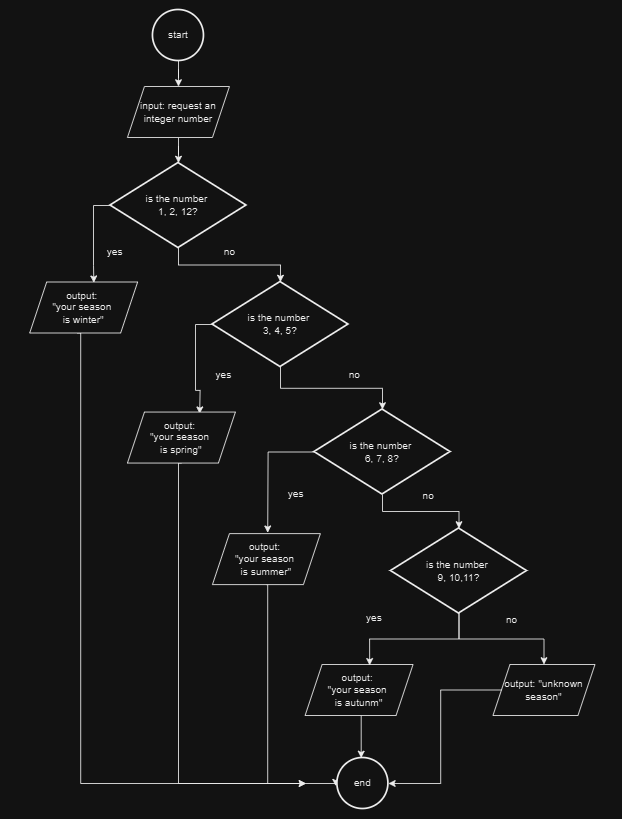 start
input: request an
integer number
is the number
1, 2, 12?
yes
no
output:
"your season
is winter"
is the number
3, 4, 5?
yes
no
output:
"your season
is spring"
is the number
6, 7, 8?
yes
no
output:
"your season
is summer"
is the number
9, 10,11?
yes
no
output:
"your season
is autunm"
output: "unknown
season"
end